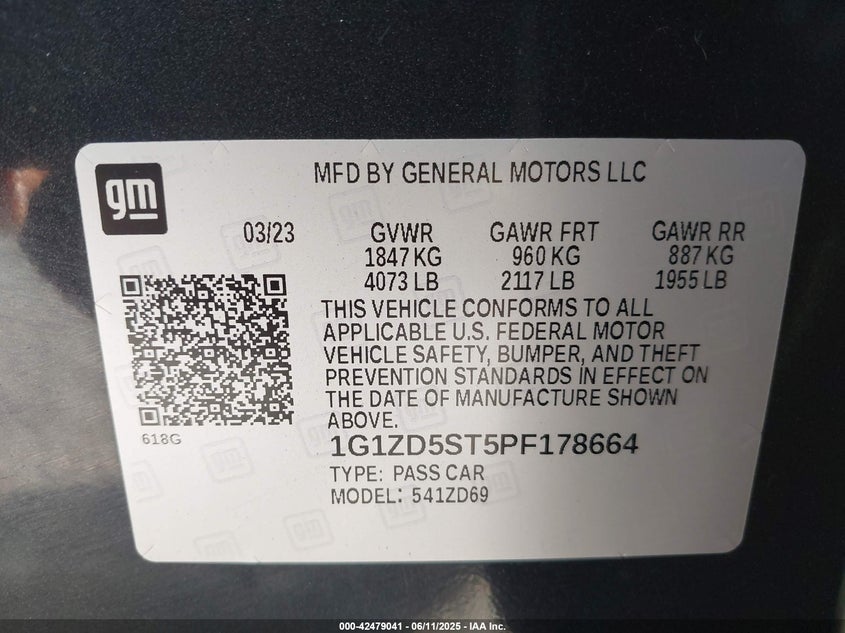 gm
MFD BY GENERAL MOTORS LLC
03/23 GVWR GAWR FRT GAWR RR
1847 KG 960 KG 887 KG
4073 LB 2117 LB 1955 LB
THIS VEHICLE CONFORMS TO ALL
APPLICABLE U.S. FEDERAL MOTOR
VEHICLE SAFETY, BUMPER, AND THEFT
PREVENTION STANDARDS IN EFFECT ON
THE DATE OF MANUFACTURE SHOWN
ABOVE.
618G
1G1ZD5ST5PF178664
TYPE: PASS CAR
MODEL: 541ZD69
000-42479041 - 06/11/2025 - IAA Inc.